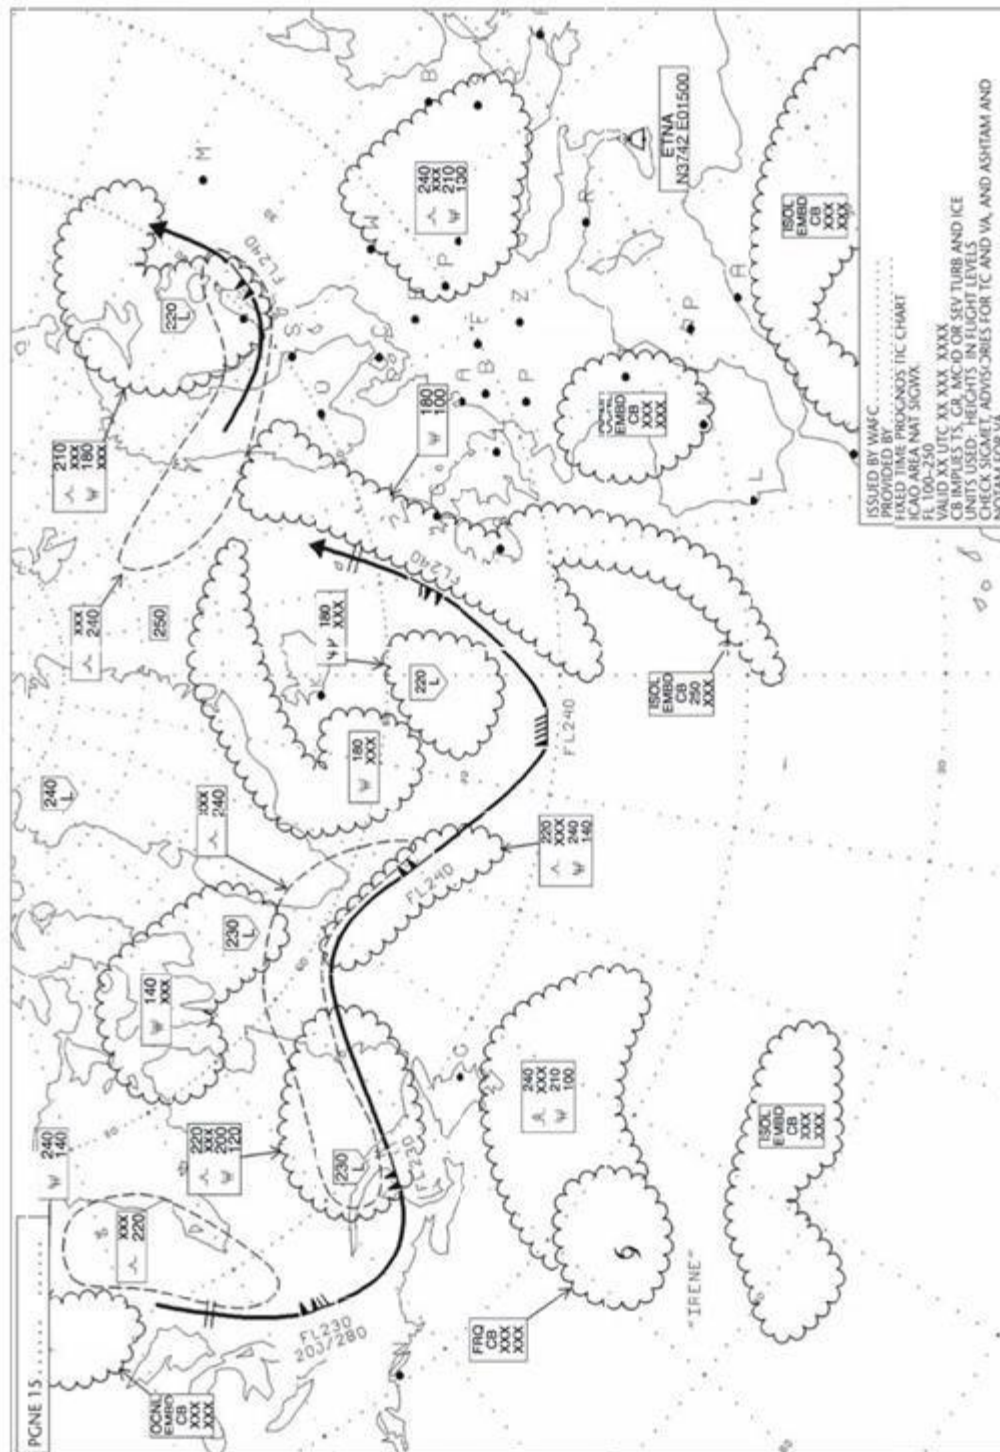 PGNE 15
OCNL
EMBD
CB
XXX
XXX
XXX
220
240
140
240
L
XXX
240
250
210
XXX
180
XXX
220
XXX
200
120
140
XXX
230
L
XXX
240
220
L
M
FL240
FL230
200/280
230
L
FL230
180
XXX
180
XXX
K
220
L
S
A
U
C
W
B
240
XXX
210
130
N
G
FL240
FL240
180
100
P
F
B
A
Z
P
FRQ
CB
XXX
XXX
240
XXX
210
100
220
XXX
240
140
FL240
EMBD
CB
XXX
XXX
R
ETNA
N3742 E01500
"IRENE"
ISOL
EMBD
CB
250
XXX
M
P
L
A
ISOL
EMBD
CB
XXX
XXX
ISOL
EMBD
CB
XXX
XXX
ISSUED BY WAFC
PROVIDED BY
FIXED TIME PROGNOSTIC CHART
ICAO AREA NAT SIGWX
FL 100-250
VALID XX UTC XX XXX XXXX
CB IMPLIES TS, GR, MOD OR SEV TURB AND ICE
UNITS USED: HEIGHTS IN FLIGHT LEVELS
CHECK SIGMET, ADVISORIES FOR TC AND VA, AND ASHTAM AND
NOTAM FOR VA